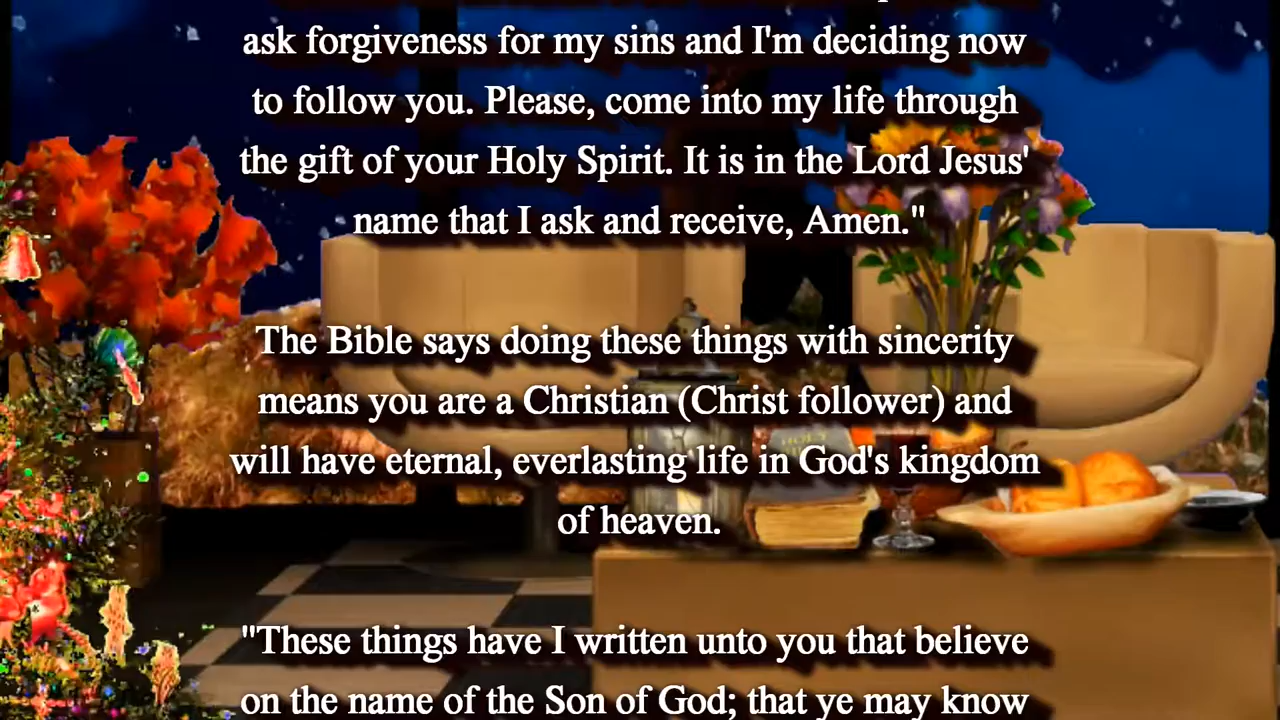 ask forgiveness for my sins and I'm deciding now
to follow you. Please, come into my life through
the gift of your Holy Spirit. It is in the Lord Jesus'
name that I ask and receive, Amen."
The Bible says doing these things with sincerity
means you are a Christian (Christ follower) and
will have eternal, everlasting life in God's kingdom
of heaven.
"These things have I written unto you that believe
on the name of the Son of God; that ye may know